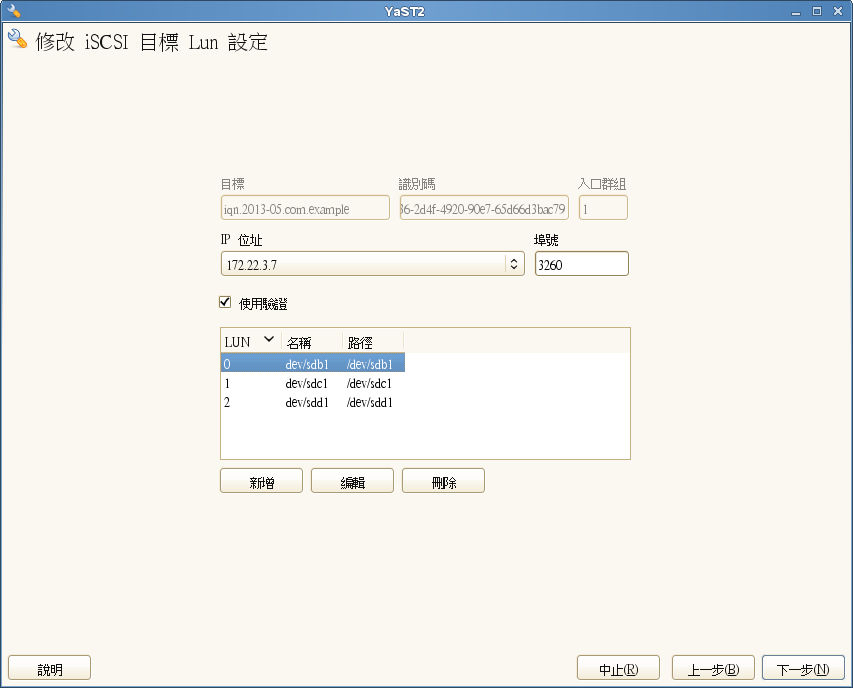 YaST2
修改 iSCSI 目標 Lun 設定
目標 識別碼 入口群組
iqn.2013-05.com.example 36-2d4f-4920-90e7-65d66d3bac79 1
IP 位址 埠號
172.22.3.7 3260
使用驗證
LUN 名稱 路徑
0 dev/sdb1 /dev/sdb1
1 dev/sdc1 /dev/sdc1
2 dev/sdd1 /dev/sdd1
新增 編輯 刪除
說明 中止(R) 上一步(B) 下一步(N)